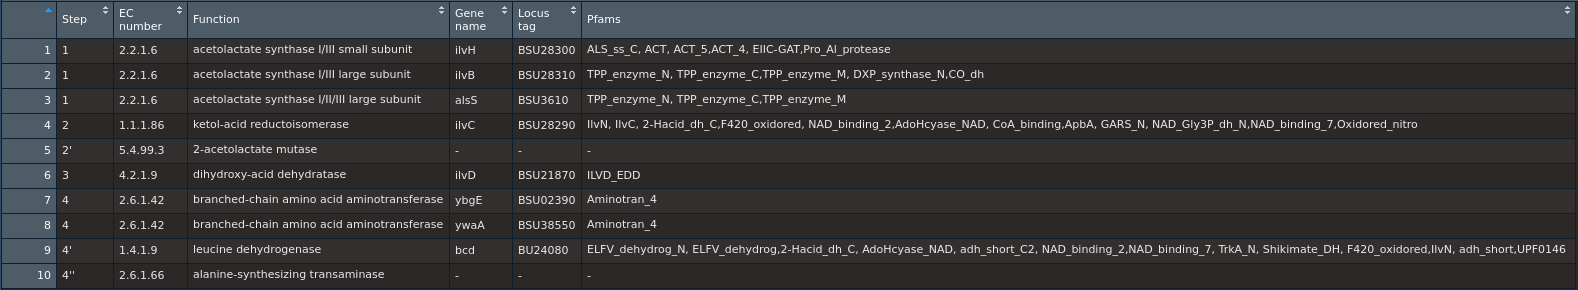 Step EC number Function Gene name Locus tag Pfams
1 1 2.2.1.6 acetolactate synthase I/III small subunit ilvH BSU28300 ALS_ss_C, ACT, ACT_5,ACT_4, EIIC-GAT,Pro_Al_protease
2 1 2.2.1.6 acetolactate synthase I/III large subunit ilvB BSU28310 TPP_enzyme_N, TPP_enzyme_C,TPP_enzyme_M, DXP_synthase_N,CO_dh
3 1 2.2.1.6 acetolactate synthase I/II/III large subunit alsS BSU3610 TPP_enzyme_N, TPP_enzyme_C,TPP_enzyme_M
4 2 1.1.1.86 ketol-acid reductoisomerase ilvC BSU28290 IlvN, IlvC, 2-Hacid_dh_C,F420_oxidored, NAD_binding_2,AdoHcyase_NAD, CoA_binding,ApbA, GARS_N, NAD_Gly3P_dh_N,NAD_binding_7,Oxidored_nitro
5 2' 5.4.99.3 2-acetolactate mutase - - -
6 3 4.2.1.9 dihydroxy-acid dehydratase ilvD BSU21870 ILVD_EDD
7 4 2.6.1.42 branched-chain amino acid aminotransferase ybgE BSU02390 Aminotran_4
8 4 2.6.1.42 branched-chain amino acid aminotransferase ywaA BSU38550 Aminotran_4
9 4' 1.4.1.9 leucine dehydrogenase bcd BU24080 ELFV_dehydrog_N, ELFV_dehydrog,2-Hacid_dh_C, AdoHcyase_NAD, adh_short_C2, NAD_binding_2,NAD_binding_7, TrkA_N, Shikimate_DH, F420_oxidored,IlvN, adh_short,UPF0146
10 4'' 2.6.1.66 alanine-synthesizing transaminase - - -